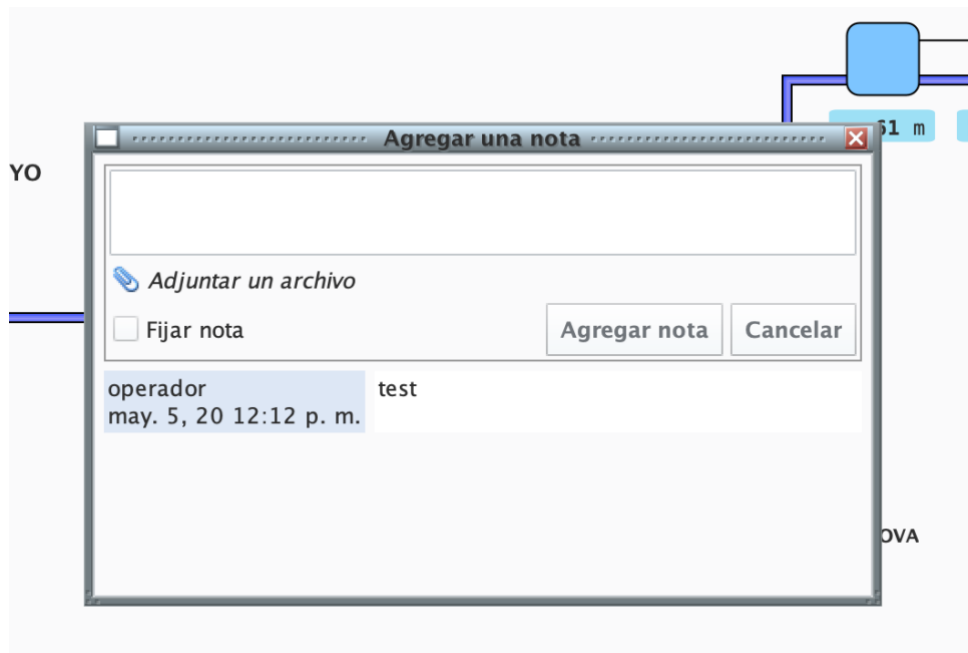 61 m
Agregar una nota
YO
Adjuntar un archivo
Fijar nota
Agregar nota
Cancelar
operador
test
may. 5, 20 12:12 p. m.
OVA